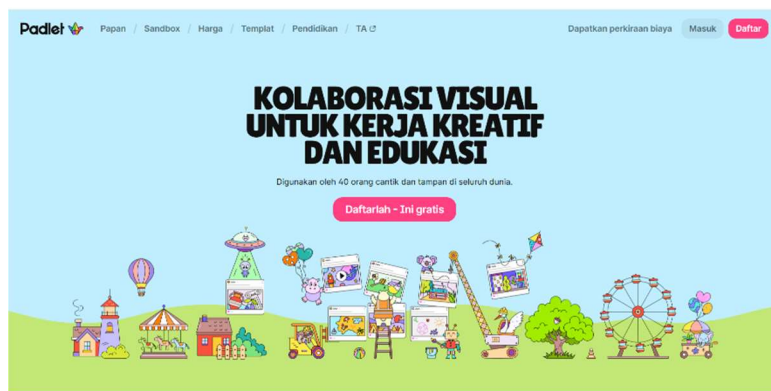 Padlet
Papan / Sandbox / Harga / Templat / Pendidikan / TA
Dapatkan perkiraan biaya
Masuk
Daftar
KOLABORASI VISUAL
UNTUK KERJA KREATIF
DAN EDUKASI
Digunakan oleh 40 orang cantik dan tampan di seluruh dunia.
Daftarlah – Ini gratis